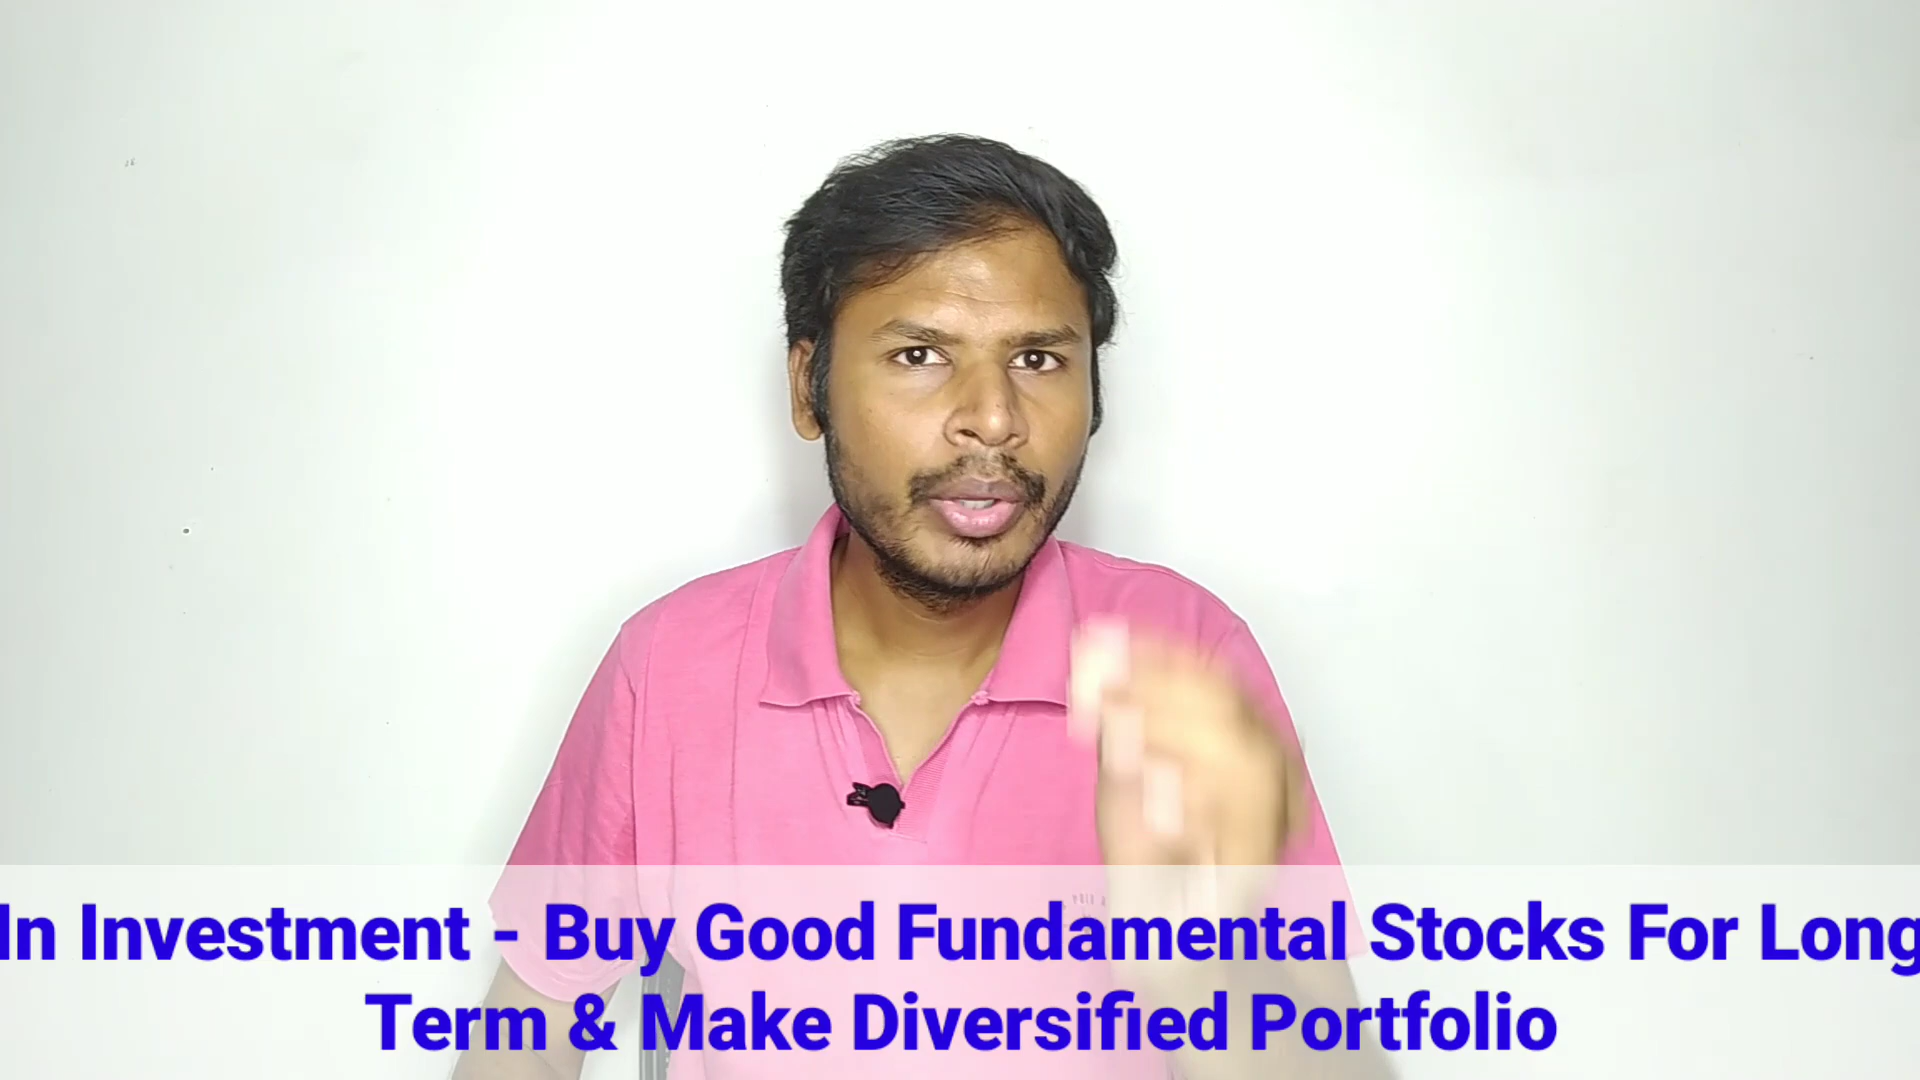 In Investment - Buy Good Fundamental Stocks For Long
Term & Make Diversified Portfolio